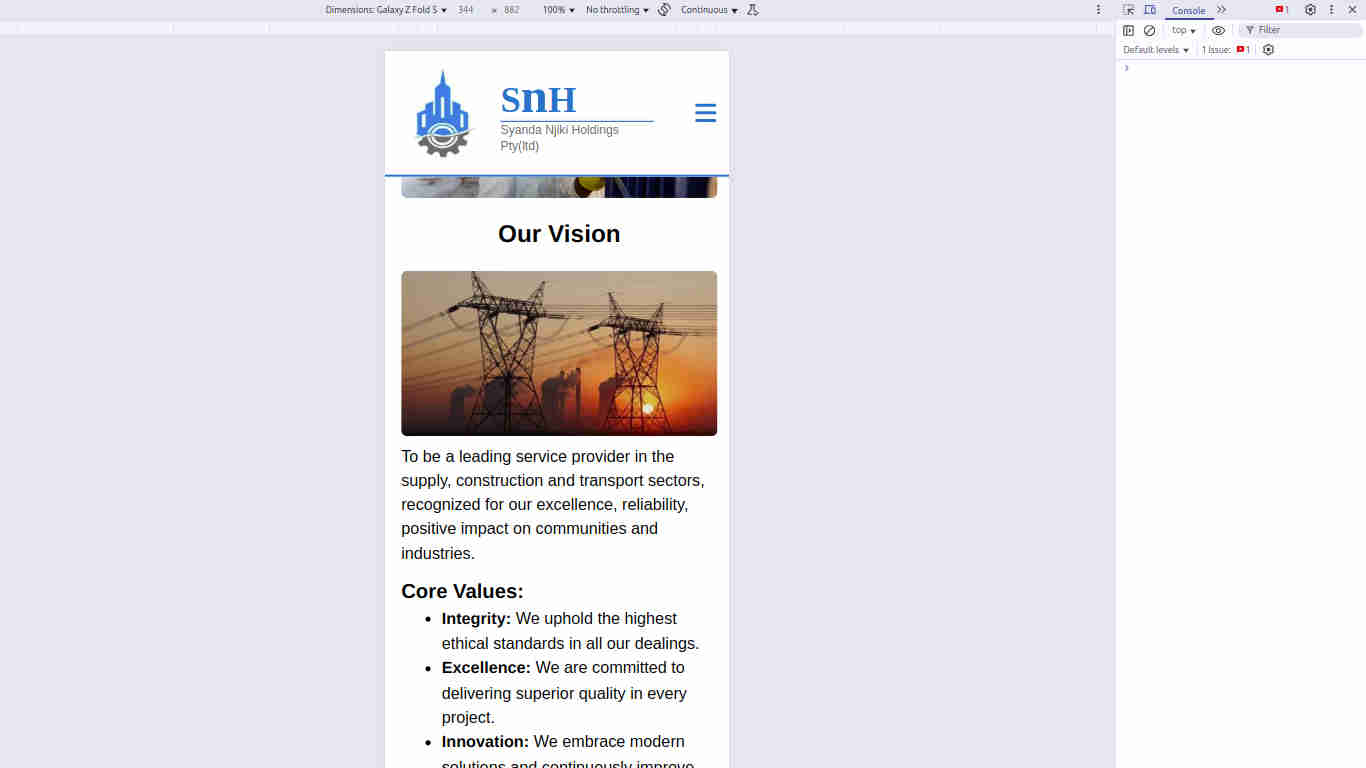 Dimensions: Galaxy Z Fold 5 344 × 882 100% No throttling Continuous
Console
1
top Filter
Default levels 1 Issue: 1
SnH
Syanda Njiki Holdings
Pty(ltd)
Our Vision
To be a leading service provider in the
supply, construction and transport sectors,
recognized for our excellence, reliability,
positive impact on communities and
industries.
Core Values:
• Integrity: We uphold the highest
ethical standards in all our dealings.
• Excellence: We are committed to
delivering superior quality in every
project.
• Innovation: We embrace modern
solutions and continuously improve